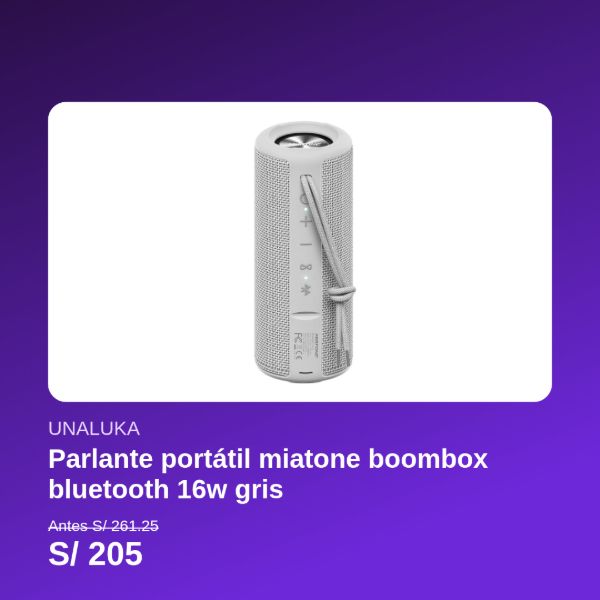 UNALUKA
Parlante portátil miatone boombox
bluetooth 16w gris
Antes S/ 261.25
S/ 205